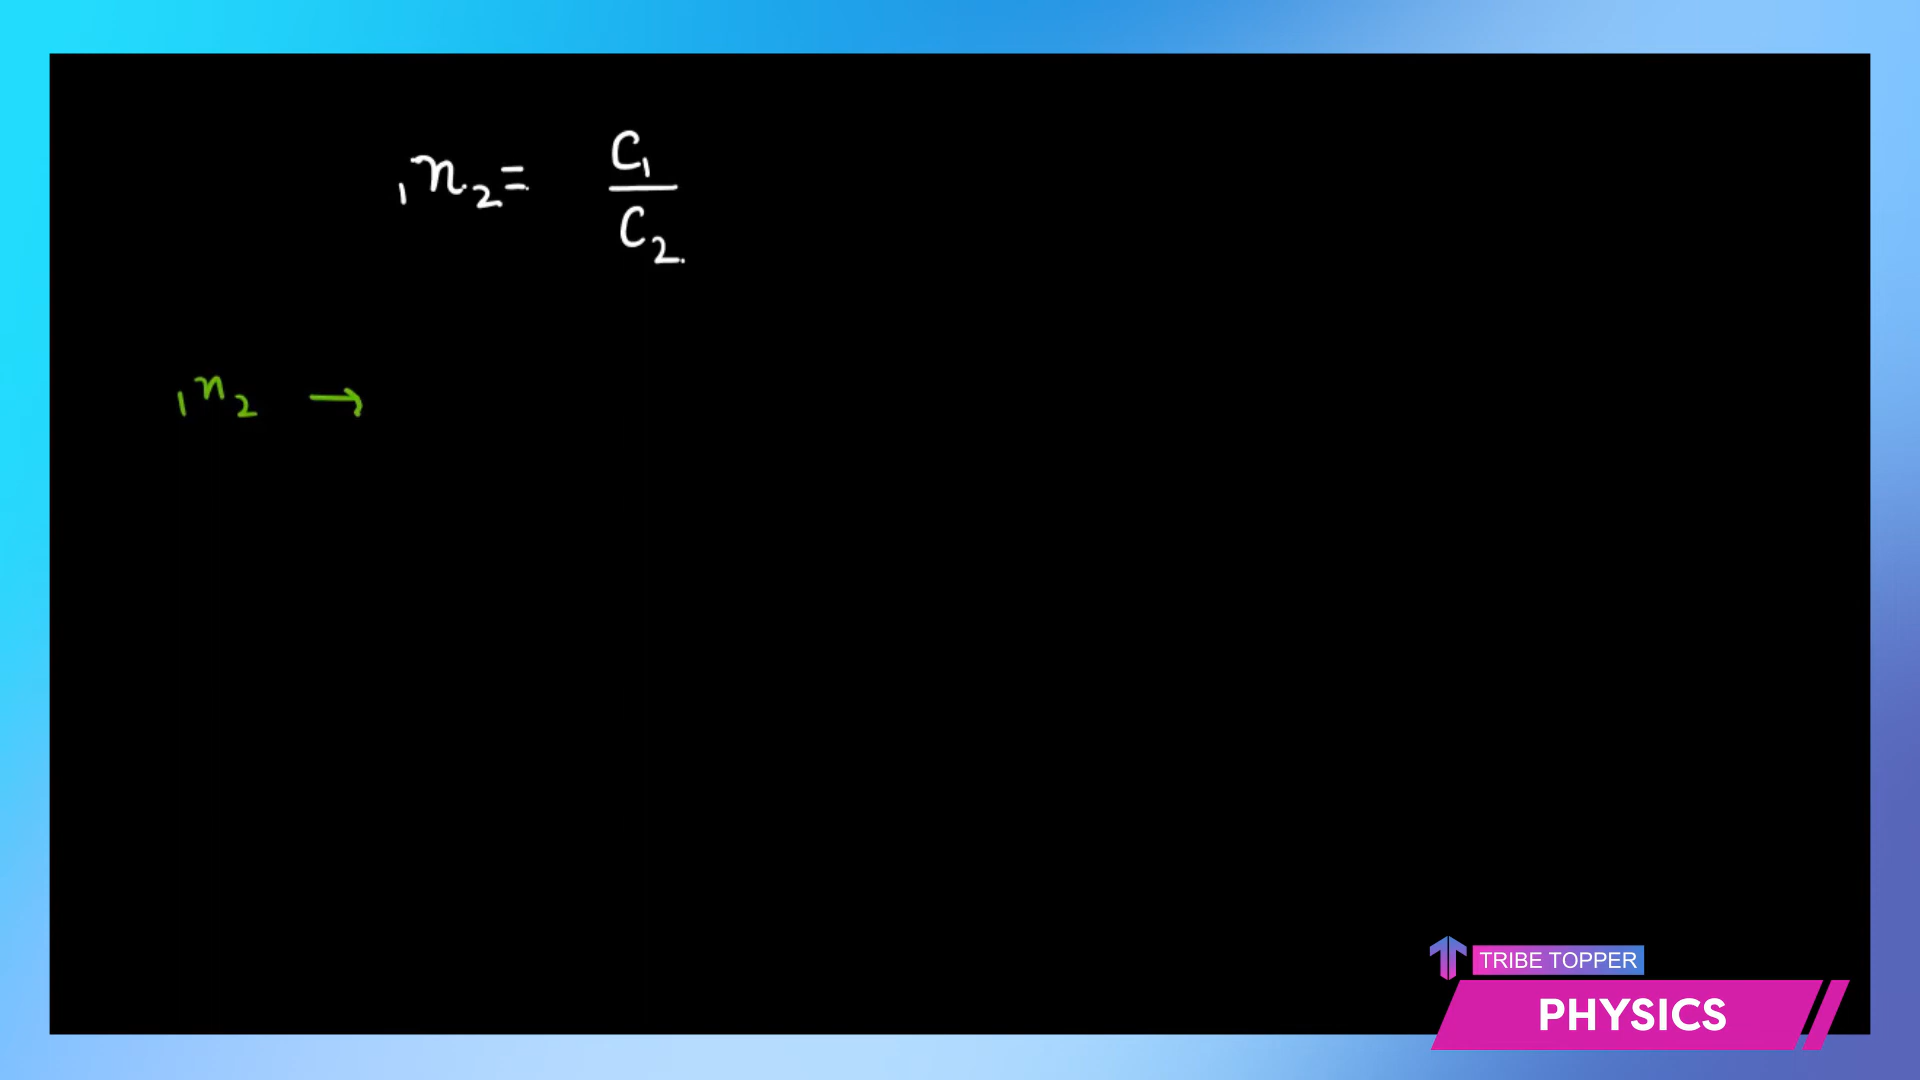 ₁n₂ = C₁/C₂
₁n₂ →
TRIBE TOPPER
PHYSICS